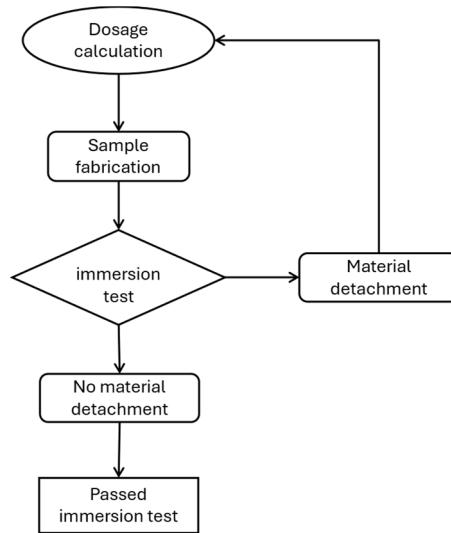 Dosage
calculation
Sample
fabrication
immersion
test
Material
detachment
No material
detachment
Passed
immersion test